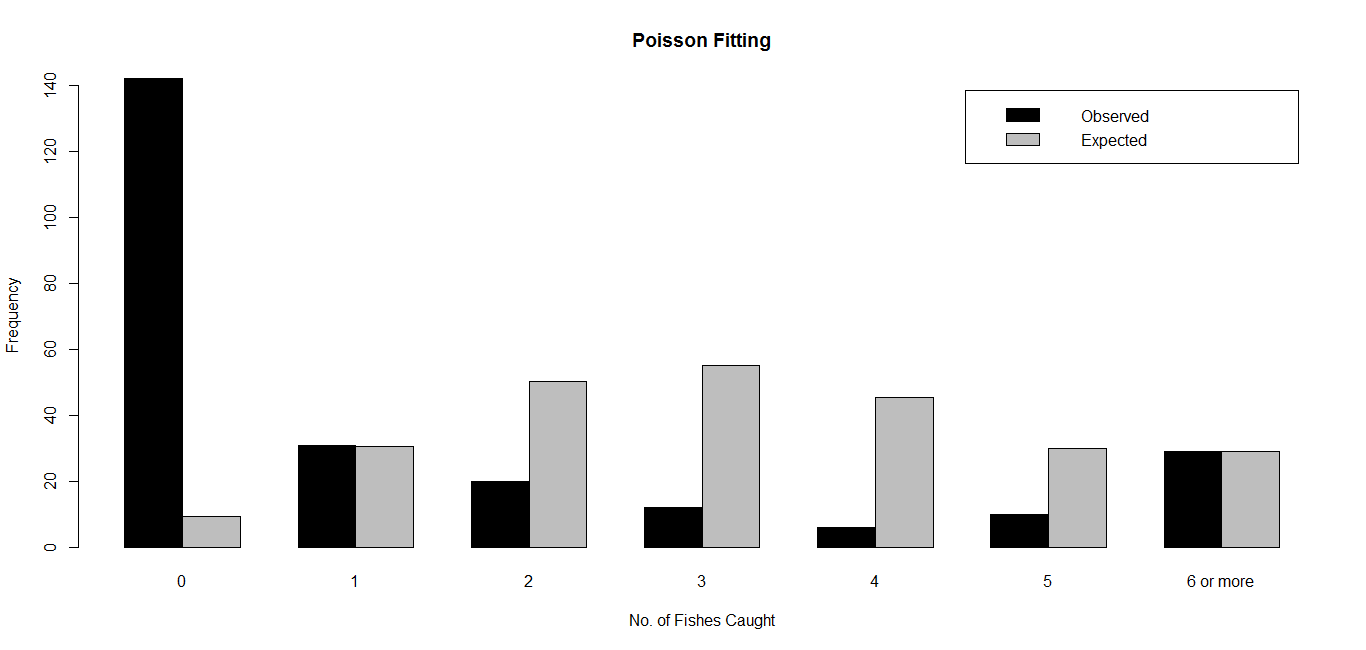 Poisson Fitting
Observed
Expected
Frequency
140
120
100
80
60
40
20
0
0 1 2 3 4 5 6 or more
No. of Fishes Caught